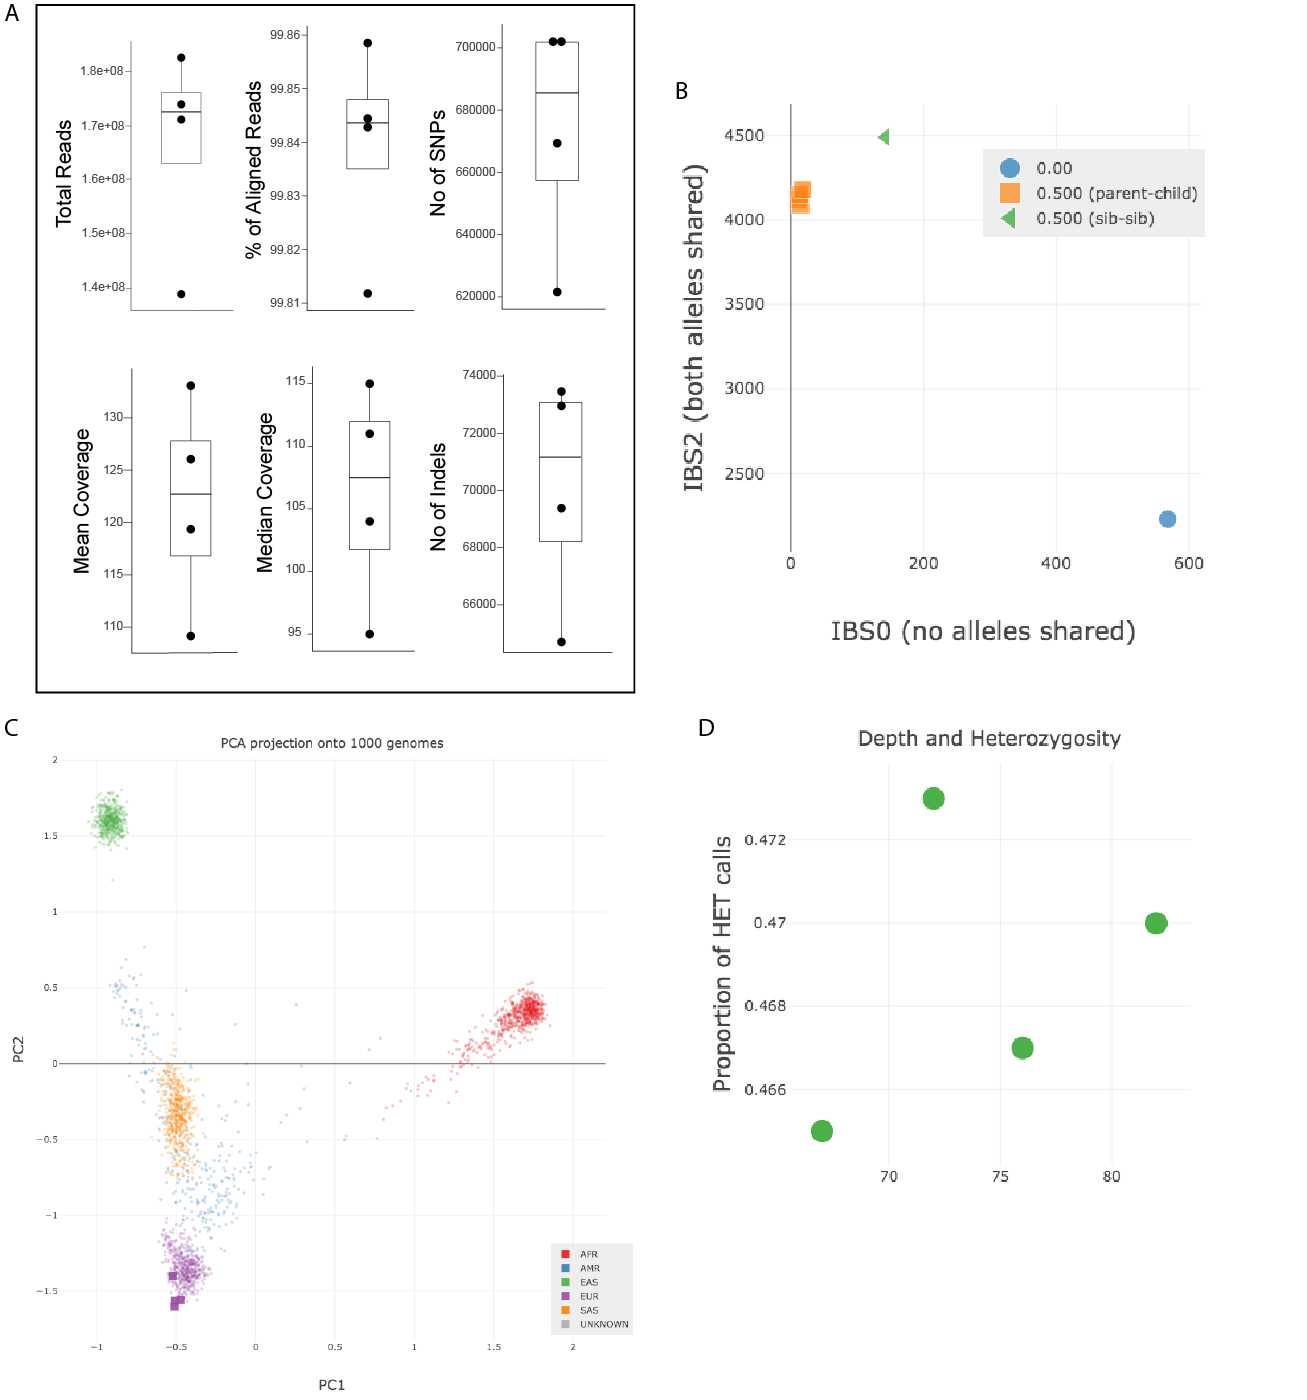 A
Total Reads
1.8e+08
1.7e+08
1.6e+08
1.5e+08
1.4e+08
% of Aligned Reads
99.86
99.85
99.84
99.83
99.82
99.81
No of SNPs
700000
680000
660000
640000
620000
Mean Coverage
130
125
120
115
110
Median Coverage
115
110
105
100
95
No of Indels
74000
72000
70000
68000
66000
B
IBS2 (both alleles shared)
4500
4000
3500
3000
2500
0.00
0.500 (parent-child)
0.500 (sib-sib)
0 200 400 600
IBS0 (no alleles shared)
C
PCA projection onto 1000 genomes
PC2
2
1.5
1
0.5
0
−0.5
−1
−1.5
AFR
AMR
EAS
EUR
SAS
UNKNOWN
−1 −0.5 0 0.5 1 1.5 2
PC1
D
Depth and Heterozygosity
Proportion of HET calls
0.472
0.47
0.468
0.466
70 75 80